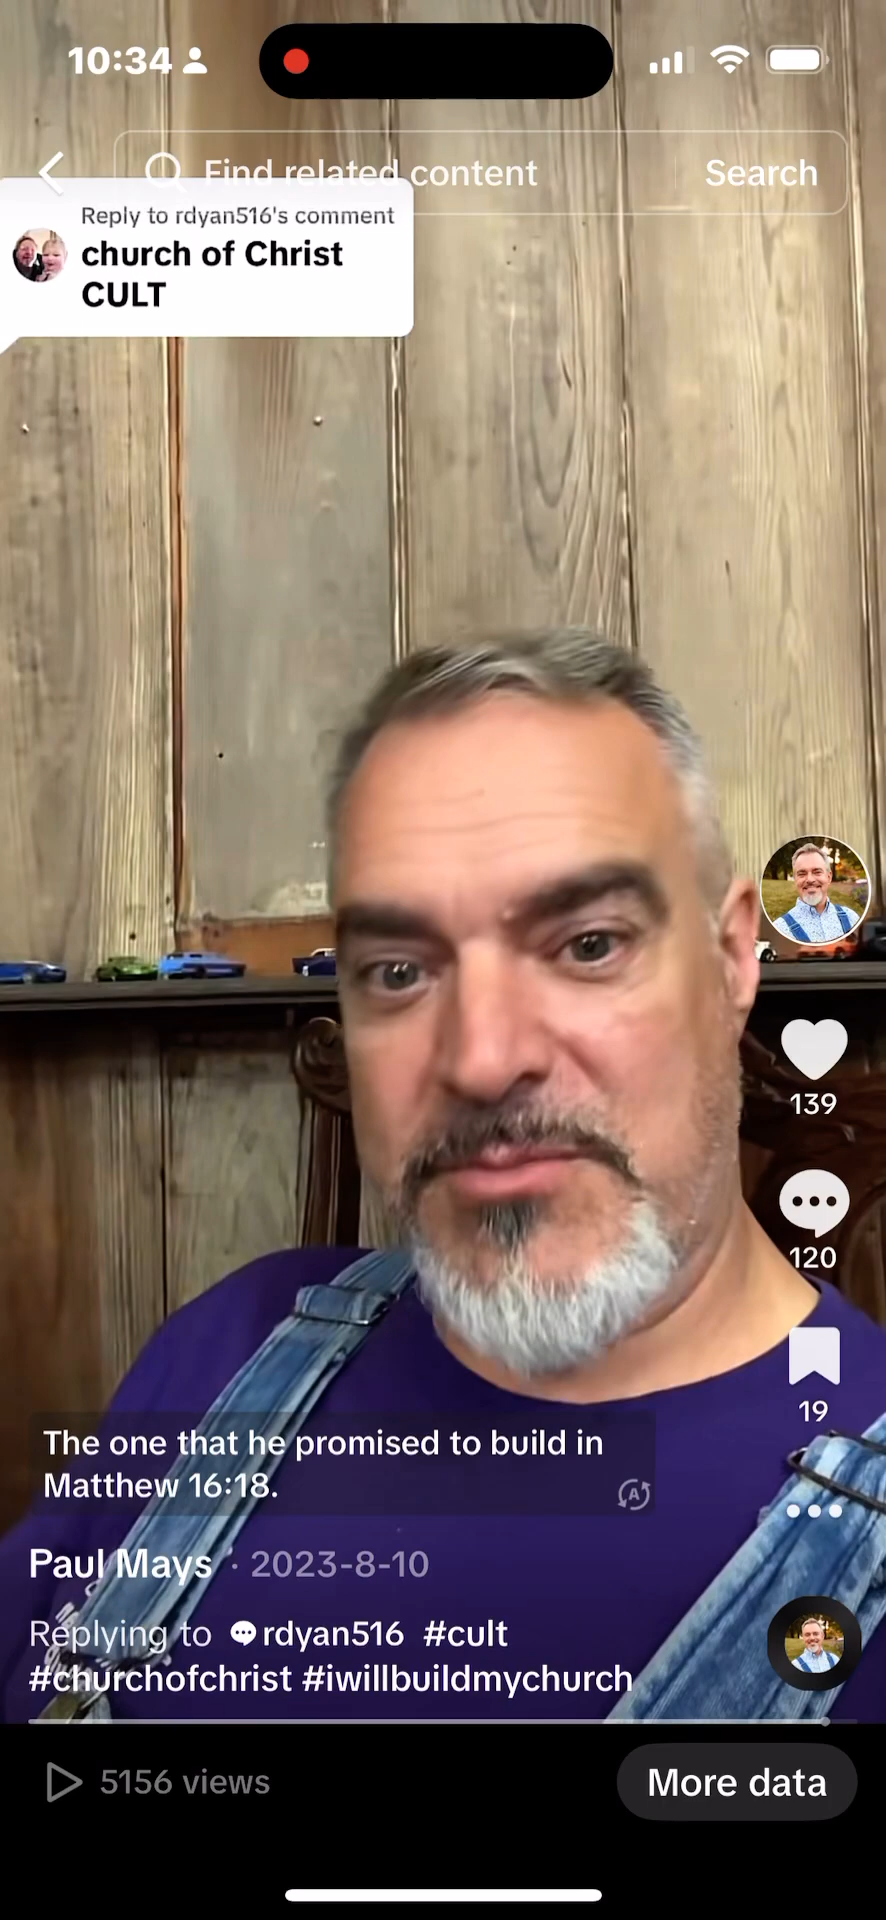 10:34
Find related content
Search
Reply to rdyan516's comment
church of Christ
CULT
139
120
19
The one that he promised to build in
Matthew 16:18.
A
Paul Mays · 2023-8-10
Replying to rdyan516 #cult
#churchofchrist #iwillbuildmychurch
5156 views
More data